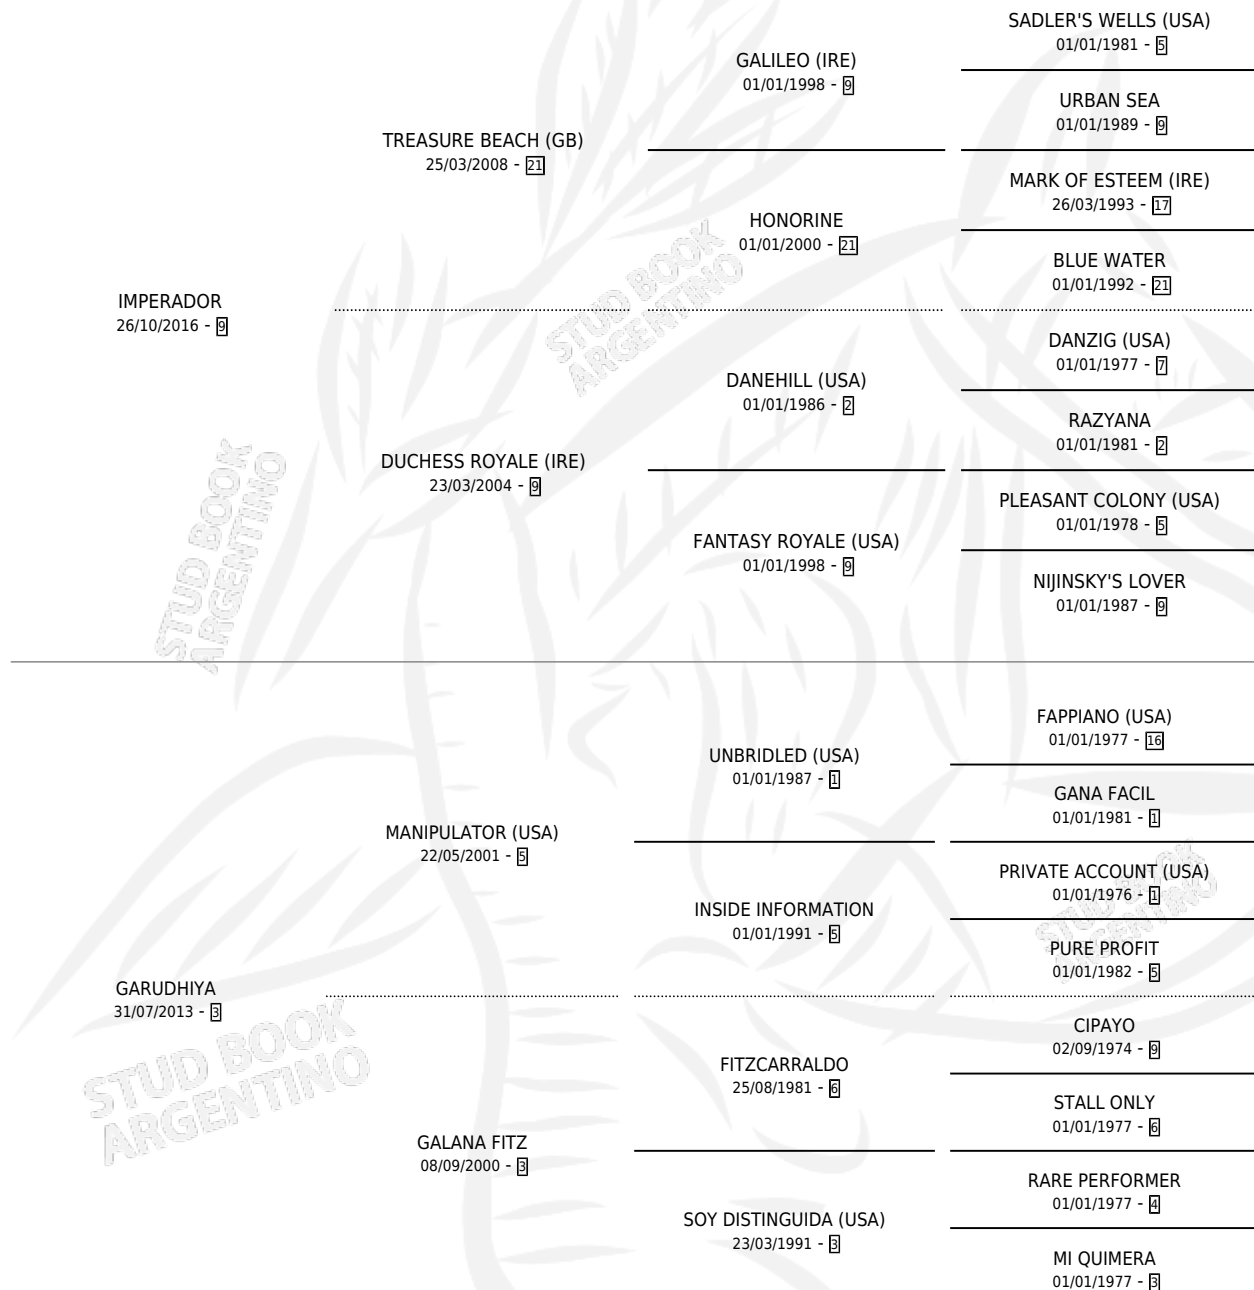 SADLER'S WELLS (USA)
01/01/1981 - 5
GALILEO (IRE)
01/01/1998 - 9
URBAN SEA
01/01/1989 - 9
TREASURE BEACH (GB)
25/03/2008 - 21
MARK OF ESTEEM (IRE)
26/03/1993 - 17
HONORINE
01/01/2000 - 21
BLUE WATER
01/01/1992 - 21
IMPERADOR
26/10/2016 - 9
STUD BOOK
ARGENTINO
DANZIG (USA)
01/01/1977 - 7
DANEHILL (USA)
01/01/1986 - 2
RAZYANA
01/01/1981 - 2
DUCHESS ROYALE (IRE)
23/03/2004 - 9
PLEASANT COLONY (USA)
01/01/1978 - 5
FANTASY ROYALE (USA)
01/01/1998 - 9
NIJINSKY'S LOVER
01/01/1987 - 9
STUD BOOK
ARGENTINO
FAPPIANO (USA)
01/01/1977 - 16
UNBRIDLED (USA)
01/01/1987 - 1
GANA FACIL
01/01/1981 - 1
MANIPULATOR (USA)
22/05/2001 - 5
PRIVATE ACCOUNT (USA)
01/01/1976 - 1
INSIDE INFORMATION
01/01/1991 - 5
STUD BOOK
ARGENTINO
PURE PROFIT
01/01/1982 - 5
GARUDHIYA
31/07/2013 - 3
STUD BOOK
ARGENTINO
CIPAYO
02/09/1974 - 9
FITZCARRALDO
25/08/1981 - 6
STALL ONLY
01/01/1977 - 6
GALANA FITZ
08/09/2000 - 3
RARE PERFORMER
01/01/1977 - 4
SOY DISTINGUIDA (USA)
23/03/1991 - 3
MI QUIMERA
01/01/1977 - 3